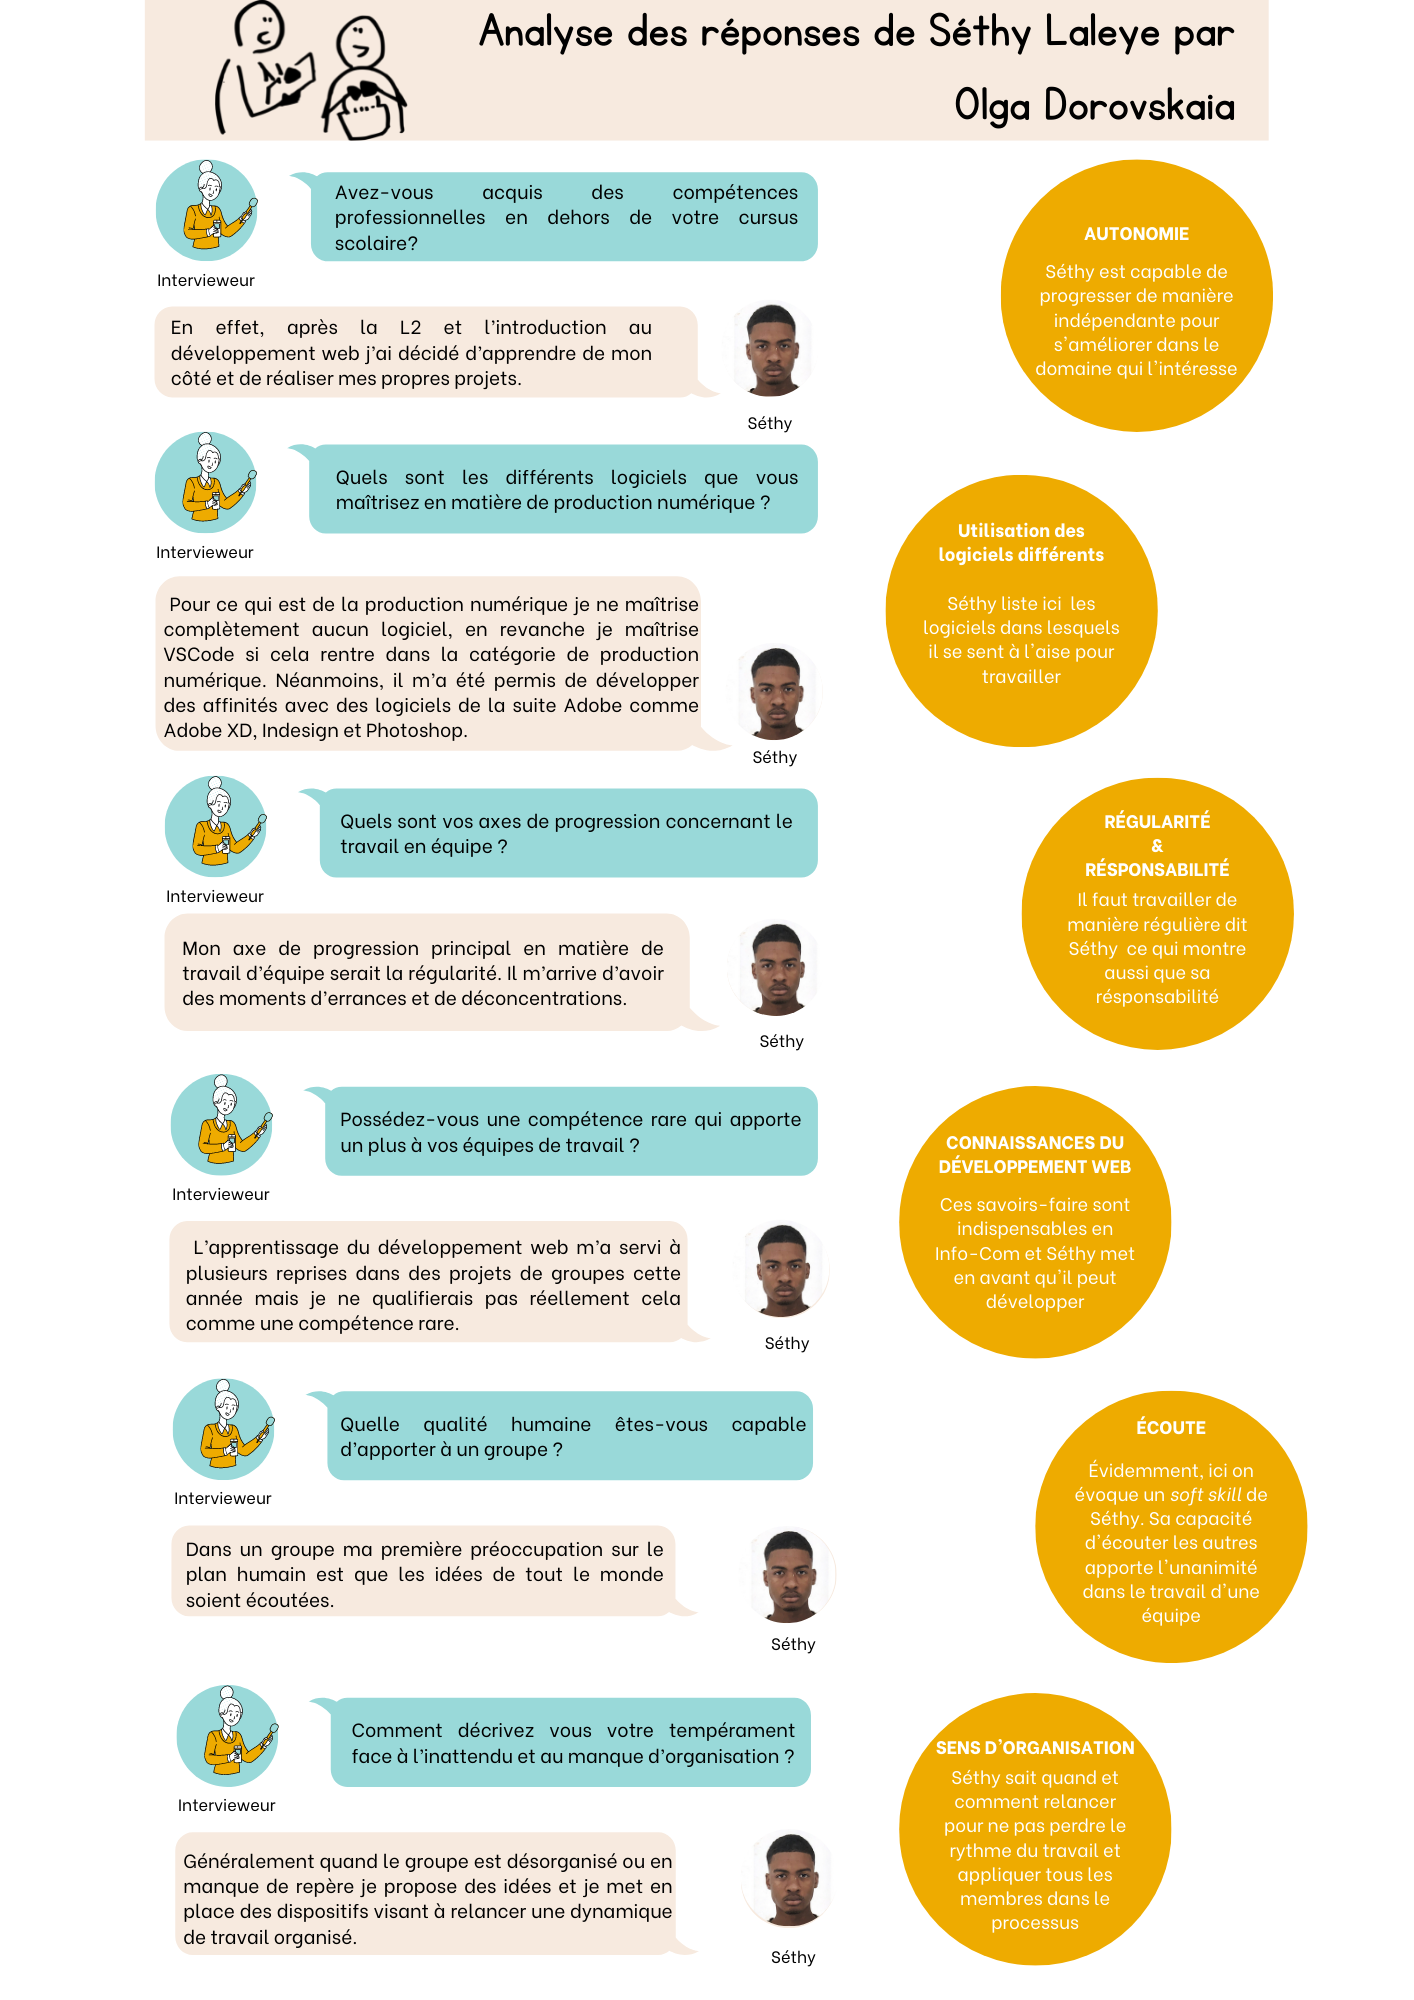 Analyse des réponses de Séthy Laleye par
Olga Dorovskaia
Avez-vous acquis des compétences
professionnelles en dehors de votre cursus
scolaire?
Intervieweur
En effet, après la L2 et l'introduction au
développement web j'ai décidé d'apprendre de mon
côté et de réaliser mes propres projets.
Séthy
AUTONOMIE
Séthy est capable de
progresser de manière
indépendante pour
s'améliorer dans le
domaine qui l'intéresse
Quels sont les différents logiciels que vous
maîtrisez en matière de production numérique ?
Intervieweur
Pour ce qui est de la production numérique je ne maîtrise
complètement aucun logiciel, en revanche je maîtrise
VSCode si cela rentre dans la catégorie de production
numérique. Néanmoins, il m'a été permis de développer
des affinités avec des logiciels de la suite Adobe comme
Adobe XD, Indesign et Photoshop.
Séthy
Utilisation des
logiciels différents
Séthy liste ici les
logiciels dans lesquels
il se sent à l'aise pour
travailler
Quels sont vos axes de progression concernant le
travail en équipe ?
Intervieweur
Mon axe de progression principal en matière de
travail d'équipe serait la régularité. Il m'arrive d'avoir
des moments d'errances et de déconcentrations.
Séthy
RÉGULARITÉ
&
RÉSPONSABILITÉ
Il faut travailler de
manière régulière dit
Séthy ce qui montre
aussi que sa
résponsabilité
Possédez-vous une compétence rare qui apporte
un plus à vos équipes de travail ?
Intervieweur
L'apprentissage du développement web m'a servi à
plusieurs reprises dans des projets de groupes cette
année mais je ne qualifierais pas réellement cela
comme une compétence rare.
Séthy
CONNAISSANCES DU
DÉVELOPPEMENT WEB
Ces savoirs-faire sont
indispensables en
Info-Com et Séthy met
en avant qu'il peut
développer
Quelle qualité humaine êtes-vous capable
d'apporter à un groupe ?
Intervieweur
Dans un groupe ma première préoccupation sur le
plan humain est que les idées de tout le monde
soient écoutées.
Séthy
ÉCOUTE
Évidemment, ici on
évoque un soft skill de
Séthy. Sa capacité
d'écouter les autres
apporte l'unanimité
dans le travail d'une
équipe
Comment décrivez vous votre tempérament
face à l'inattendu et au manque d'organisation ?
Intervieweur
Généralement quand le groupe est désorganisé ou en
manque de repère je propose des idées et je met en
place des dispositifs visant à relancer une dynamique
de travail organisé.
Séthy
SENS D'ORGANISATION
Séthy sait quand et
comment relancer
pour ne pas perdre le
rythme du travail et
appliquer tous les
membres dans le
processus